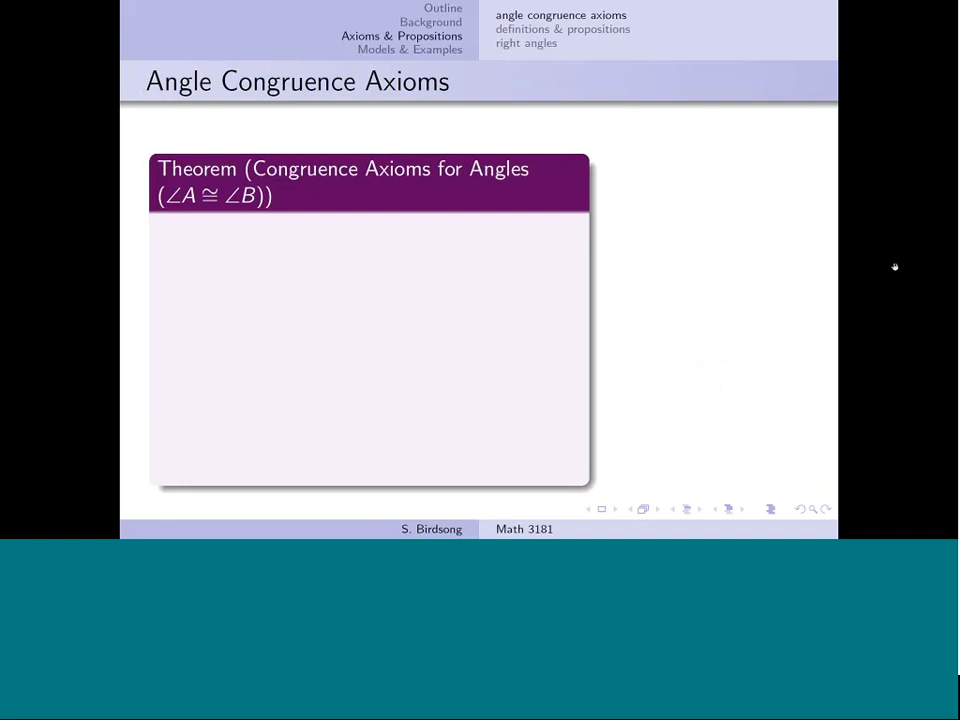 Outline
Background
Axioms & Propositions
Models & Examples
angle congruence axioms
definitions & propositions
right angles
Angle Congruence Axioms
Theorem (Congruence Axioms for Angles
(∠A ≅ ∠B))
S. Birdsong
Math 3181